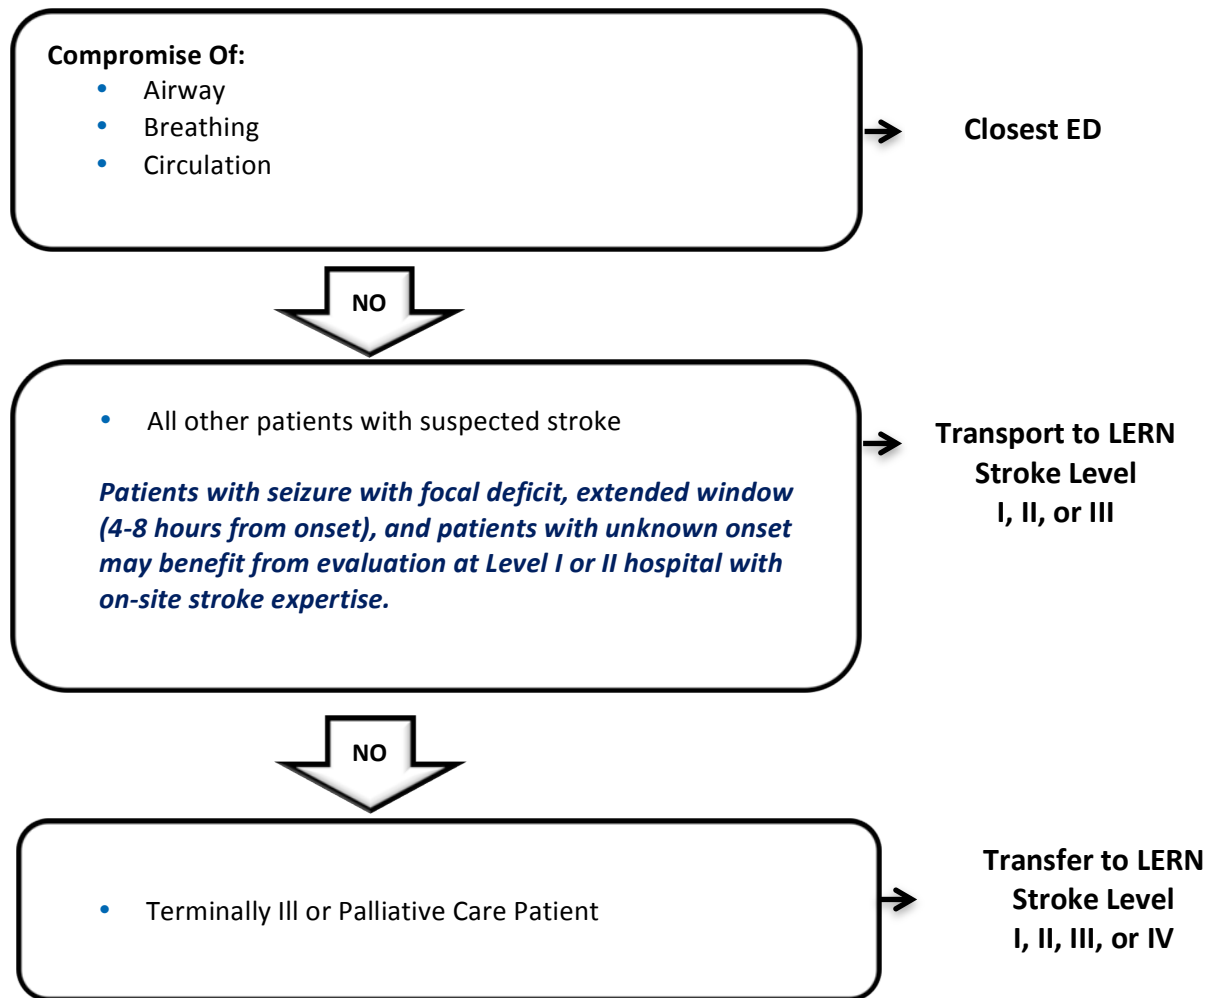 Compromise Of:
• Airway
• Breathing
• Circulation
Closest ED
NO
• All other patients with suspected stroke
Patients with seizure with focal deficit, extended window
(4-8 hours from onset), and patients with unknown onset
may benefit from evaluation at Level I or II hospital with
on-site stroke expertise.
Transport to LERN
Stroke Level
I, II, or III
NO
• Terminally Ill or Palliative Care Patient
Transfer to LERN
Stroke Level
I, II, III, or IV